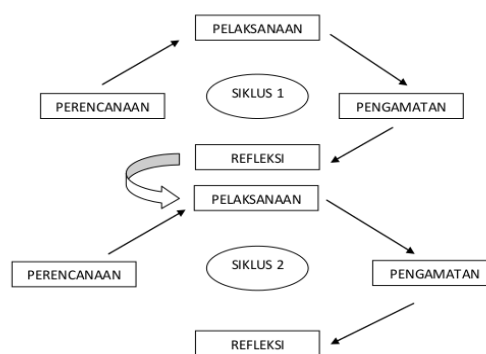 PELAKSANAAN
SIKLUS 1
PERENCANAAN
PENGAMATAN
REFLEKSI
PELAKSANAAN
SIKLUS 2
PERENCANAAN
PENGAMATAN
REFLEKSI